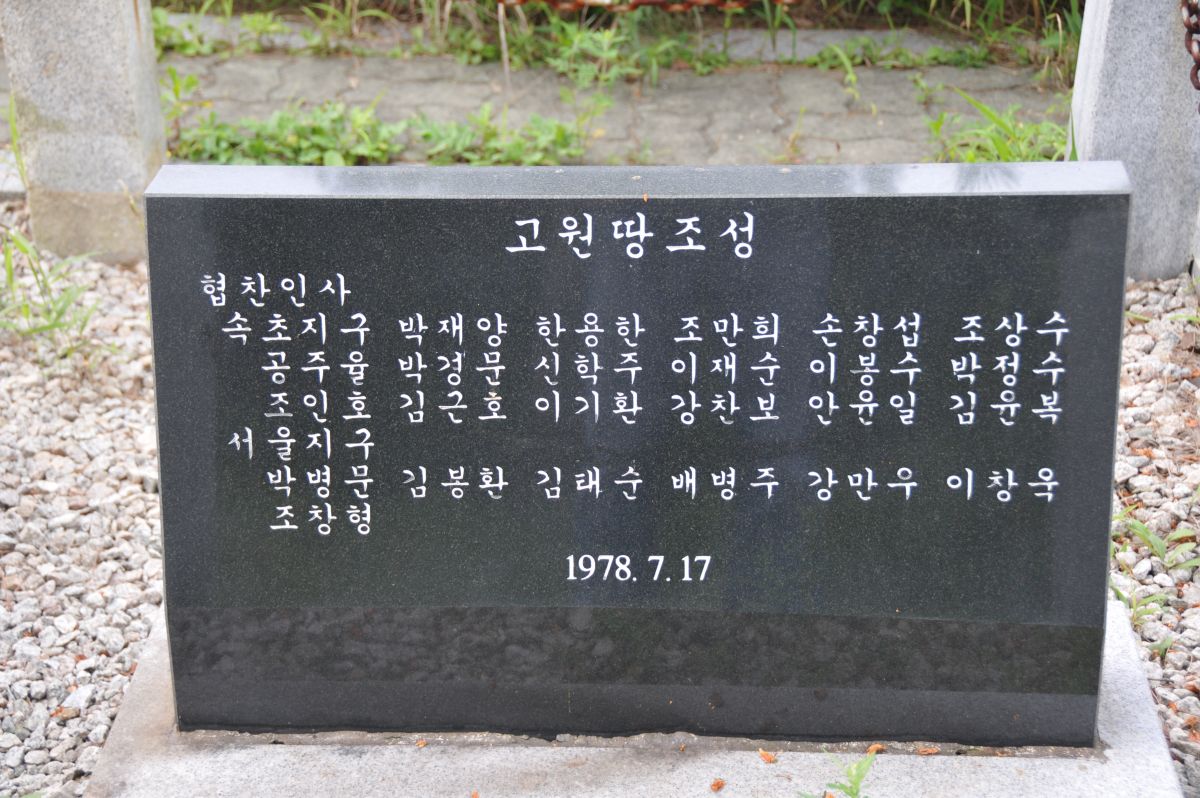 고원땅조성
협찬인사
속초지구 박재양 한용한 조만희 손창섭 조상수
공주율 박경문 신학주 이재순 이봉수 박정수
조인호 김근호 이기환 강찬보 안윤일 김윤복
서울지구
박병문 김봉환 김태순 배병주 강만우 이창욱
조창형
1978. 7. 17